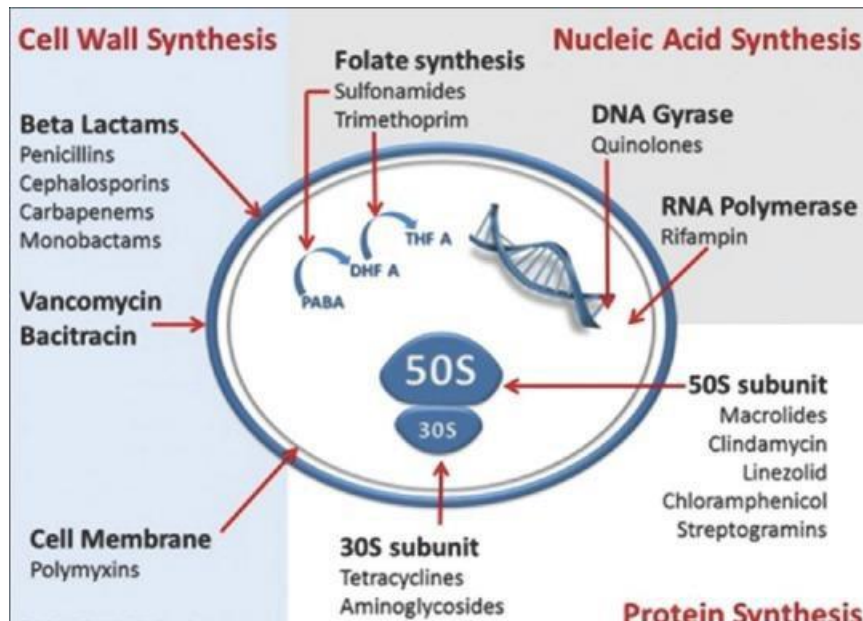 Cell Wall Synthesis
Nucleic Acid Synthesis
Folate synthesis
Sulfonamides
Trimethoprim
Beta Lactams
Penicillins
Cephalosporins
Carbapenems
Monobactams
DNA Gyrase
Quinolones
RNA Polymerase
Rifampin
THF A
DHF A
PABA
Vancomycin
Bacitracin
50S
30S
50S subunit
Macrolides
Clindamycin
Linezolid
Chloramphenicol
Streptogramins
Cell Membrane
Polymyxins
30S subunit
Tetracyclines
Aminoglycosides
Protein Synthesis